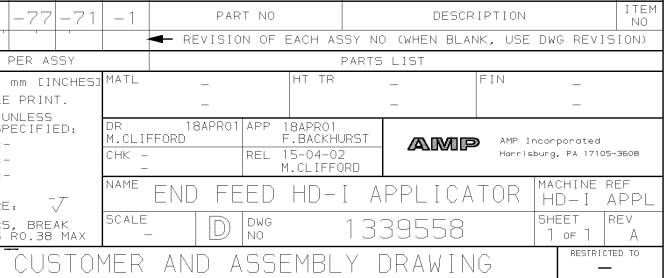 -77 -71 -1 PART NO DESCRIPTION ITEM NO
REVISION OF EACH ASSY NO (WHEN BLANK, USE DWG REVISION)
PER ASSY PARTS LIST
mm [INCHES] MATL - HT TR - FIN -
E PRINT. - - -
UNLESS
SPECIFIED:
DR 18APR01 APP 18APR01
M.CLIFFORD F.BACKHURST
AMP AMP Incorporated
Harrisburg, PA 17105-3608
CHK - REL 15-04-02
- M.CLIFFORD
NAME END FEED HD-I APPLICATOR MACHINE REF
HD-I APPL
SCALE - D DWG NO 1339558 SHEET 1 OF 1 REV A
E:
S, BREAK
R0.38 MAX
CUSTOMER AND ASSEMBLY DRAWING RESTRICTED TO
-